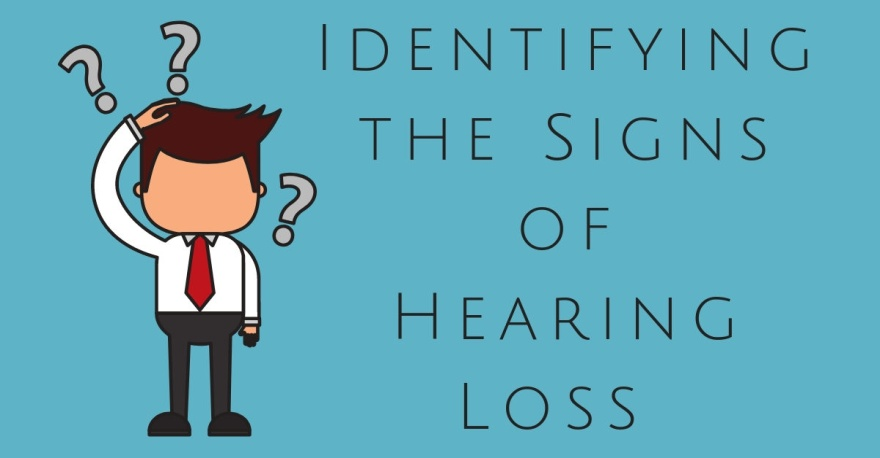 Identifying
the Signs
of
Hearing
Loss